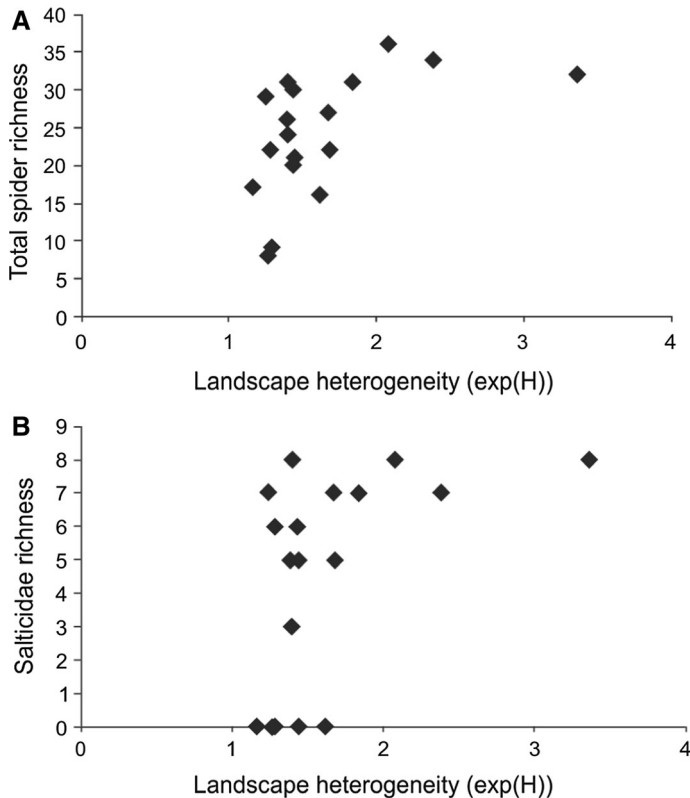 A
Total spider richness
40
35
30
25
20
15
10
5
0
0 1 2 3 4
Landscape heterogeneity (exp(H))
B
Salticidae richness
9
8
7
6
5
4
3
2
1
0
0 1 2 3 4
Landscape heterogeneity (exp(H))